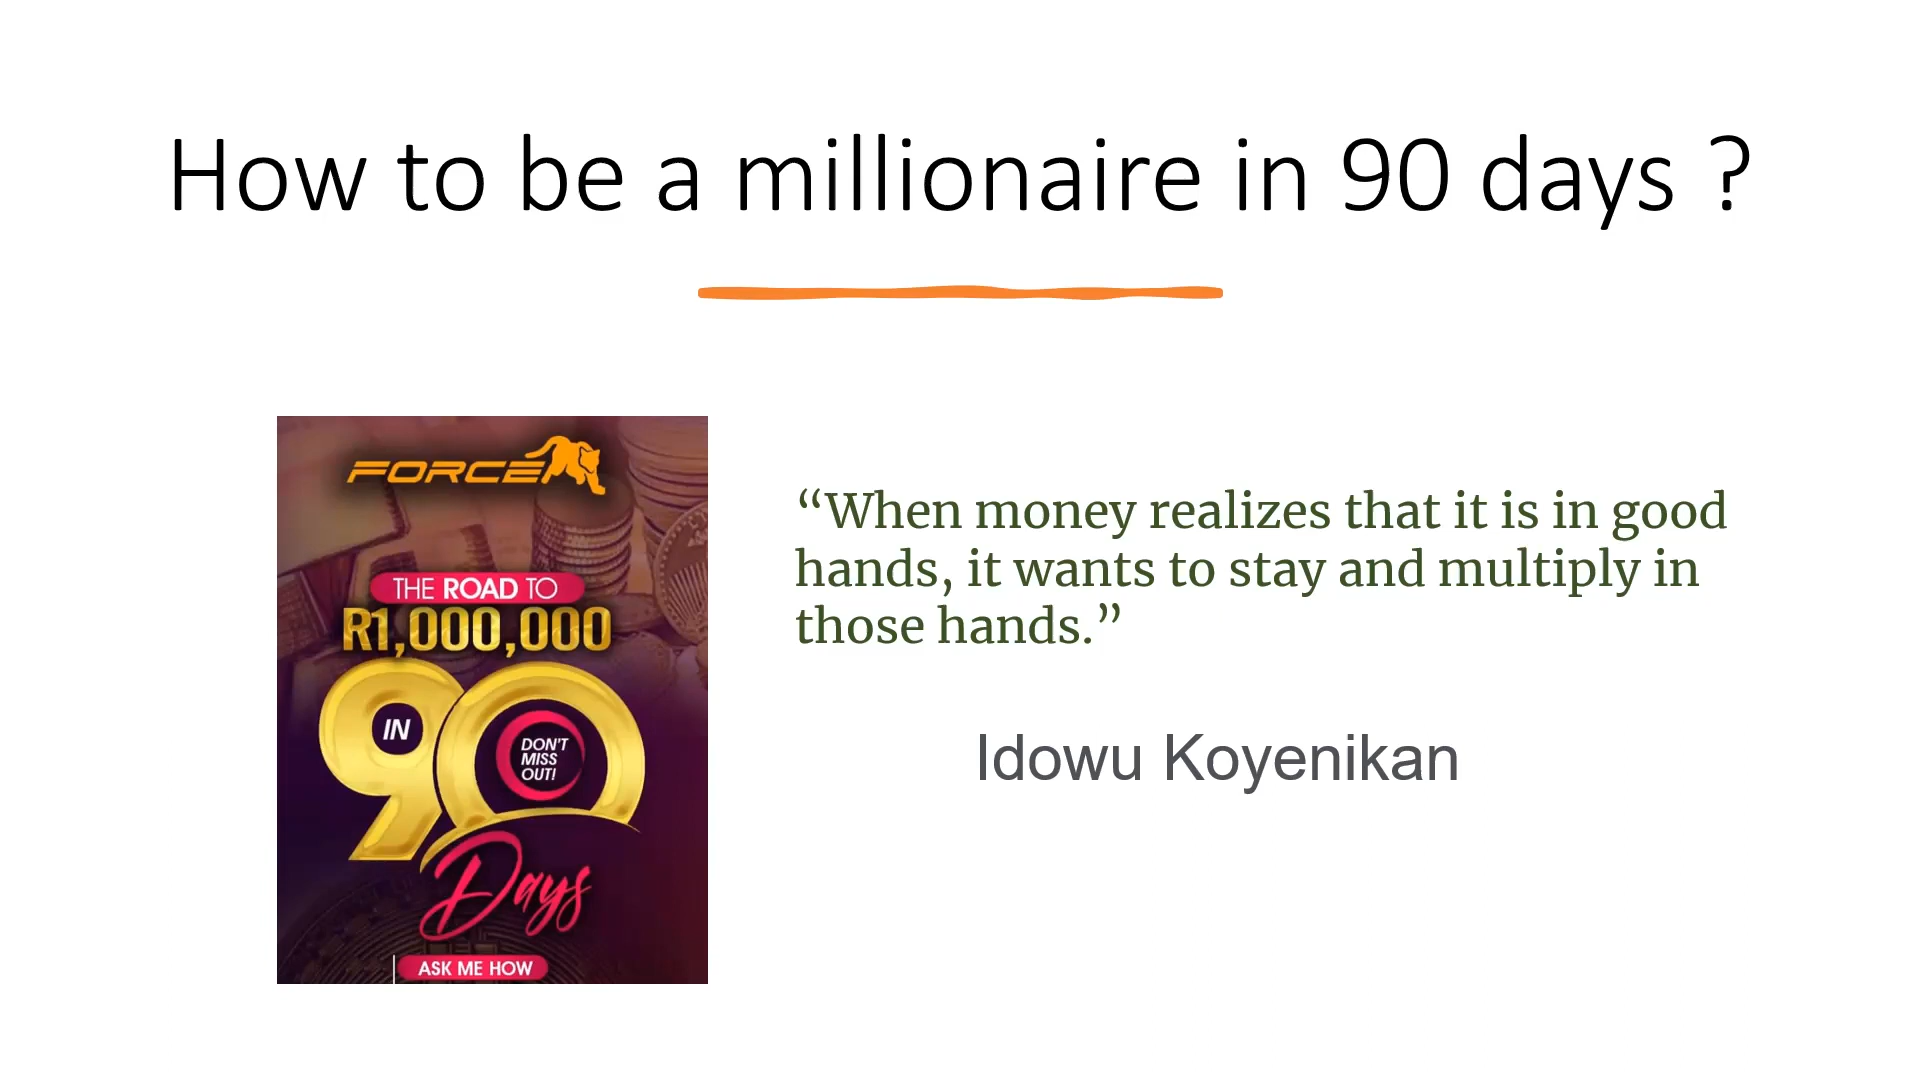 How to be a millionaire in 90 days ?
FORCE
THE ROAD TO
R1,000,000
90
IN
DON'T
MISS
OUT!
Days
ASK ME HOW
“When money realizes that it is in good
hands, it wants to stay and multiply in
those hands.”
Idowu Koyenikan